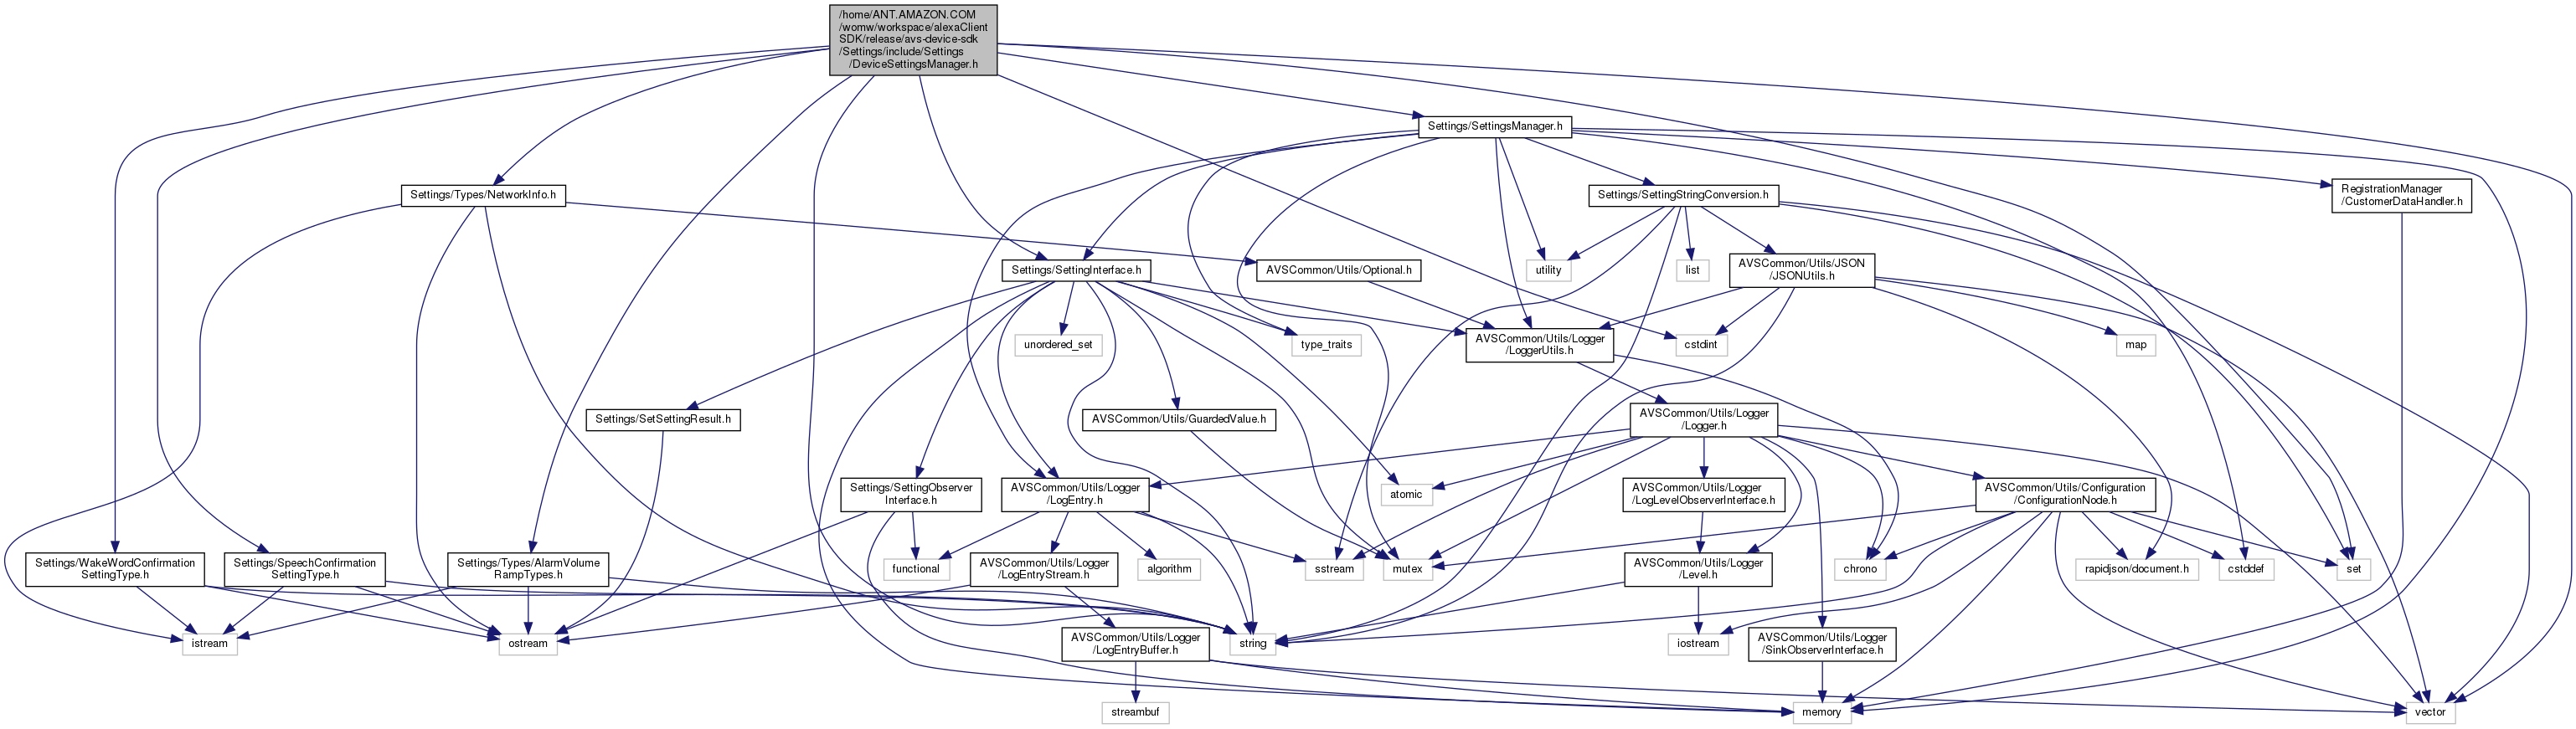 /home/ANT.AMAZON.COM
/womw/workspace/alexaClient
SDK/release/avs-device-sdk
/Settings/include/Settings
/DeviceSettingsManager.h
Settings/SettingsManager.h
Settings/Types/NetworkInfo.h
Settings/SettingStringConversion.h
RegistrationManager
/CustomerDataHandler.h
Settings/SettingInterface.h
AVSCommon/Utils/Optional.h
utility
list
AVSCommon/Utils/JSON
/JSONUtils.h
unordered_set
type_traits
AVSCommon/Utils/Logger
/LoggerUtils.h
cstdint
map
Settings/SetSettingResult.h
AVSCommon/Utils/GuardedValue.h
AVSCommon/Utils/Logger
/Logger.h
Settings/SettingObserver
Interface.h
AVSCommon/Utils/Logger
/LogEntry.h
atomic
AVSCommon/Utils/Logger
/LogLevelObserverInterface.h
AVSCommon/Utils/Configuration
/ConfigurationNode.h
Settings/WakeWordConfirmation
SettingType.h
Settings/SpeechConfirmation
SettingType.h
Settings/Types/AlarmVolume
RampTypes.h
functional
AVSCommon/Utils/Logger
/LogEntryStream.h
algorithm
sstream
mutex
AVSCommon/Utils/Logger
/Level.h
chrono
rapidjson/document.h
cstddef
set
istream
ostream
AVSCommon/Utils/Logger
/LogEntryBuffer.h
string
iostream
AVSCommon/Utils/Logger
/SinkObserverInterface.h
streambuf
memory
vector